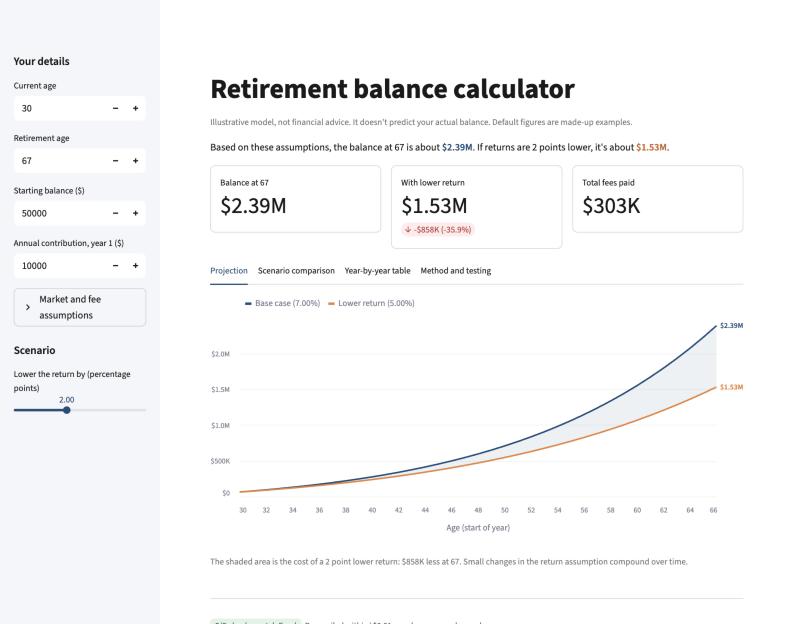 Your details
Current age
30
Retirement age
67
Starting balance ($)
50000
Annual contribution, year 1 ($)
10000
Market and fee
assumptions
Scenario
Lower the return by (percentage
points)
2.00
Retirement balance calculator
Illustrative model, not financial advice. It doesn't predict your actual balance. Default figures are made-up examples.
Based on these assumptions, the balance at 67 is about $2.39M. If returns are 2 points lower, it's about $1.53M.
Balance at 67
$2.39M
With lower return
$1.53M
↓ -$858K (-35.9%)
Total fees paid
$303K
Projection Scenario comparison Year-by-year table Method and testing
Base case (7.00%) Lower return (5.00%)
$2.39M
$2.0M
$1.5M
$1.53M
$1.0M
$500K
$0
30 32 34 36 38 40 42 44 46 48 50 52 54 56 58 60 62 64 66
Age (start of year)
The shaded area is the cost of a 2 point lower return: $858K less at 67. Small changes in the return assumption compound over time.